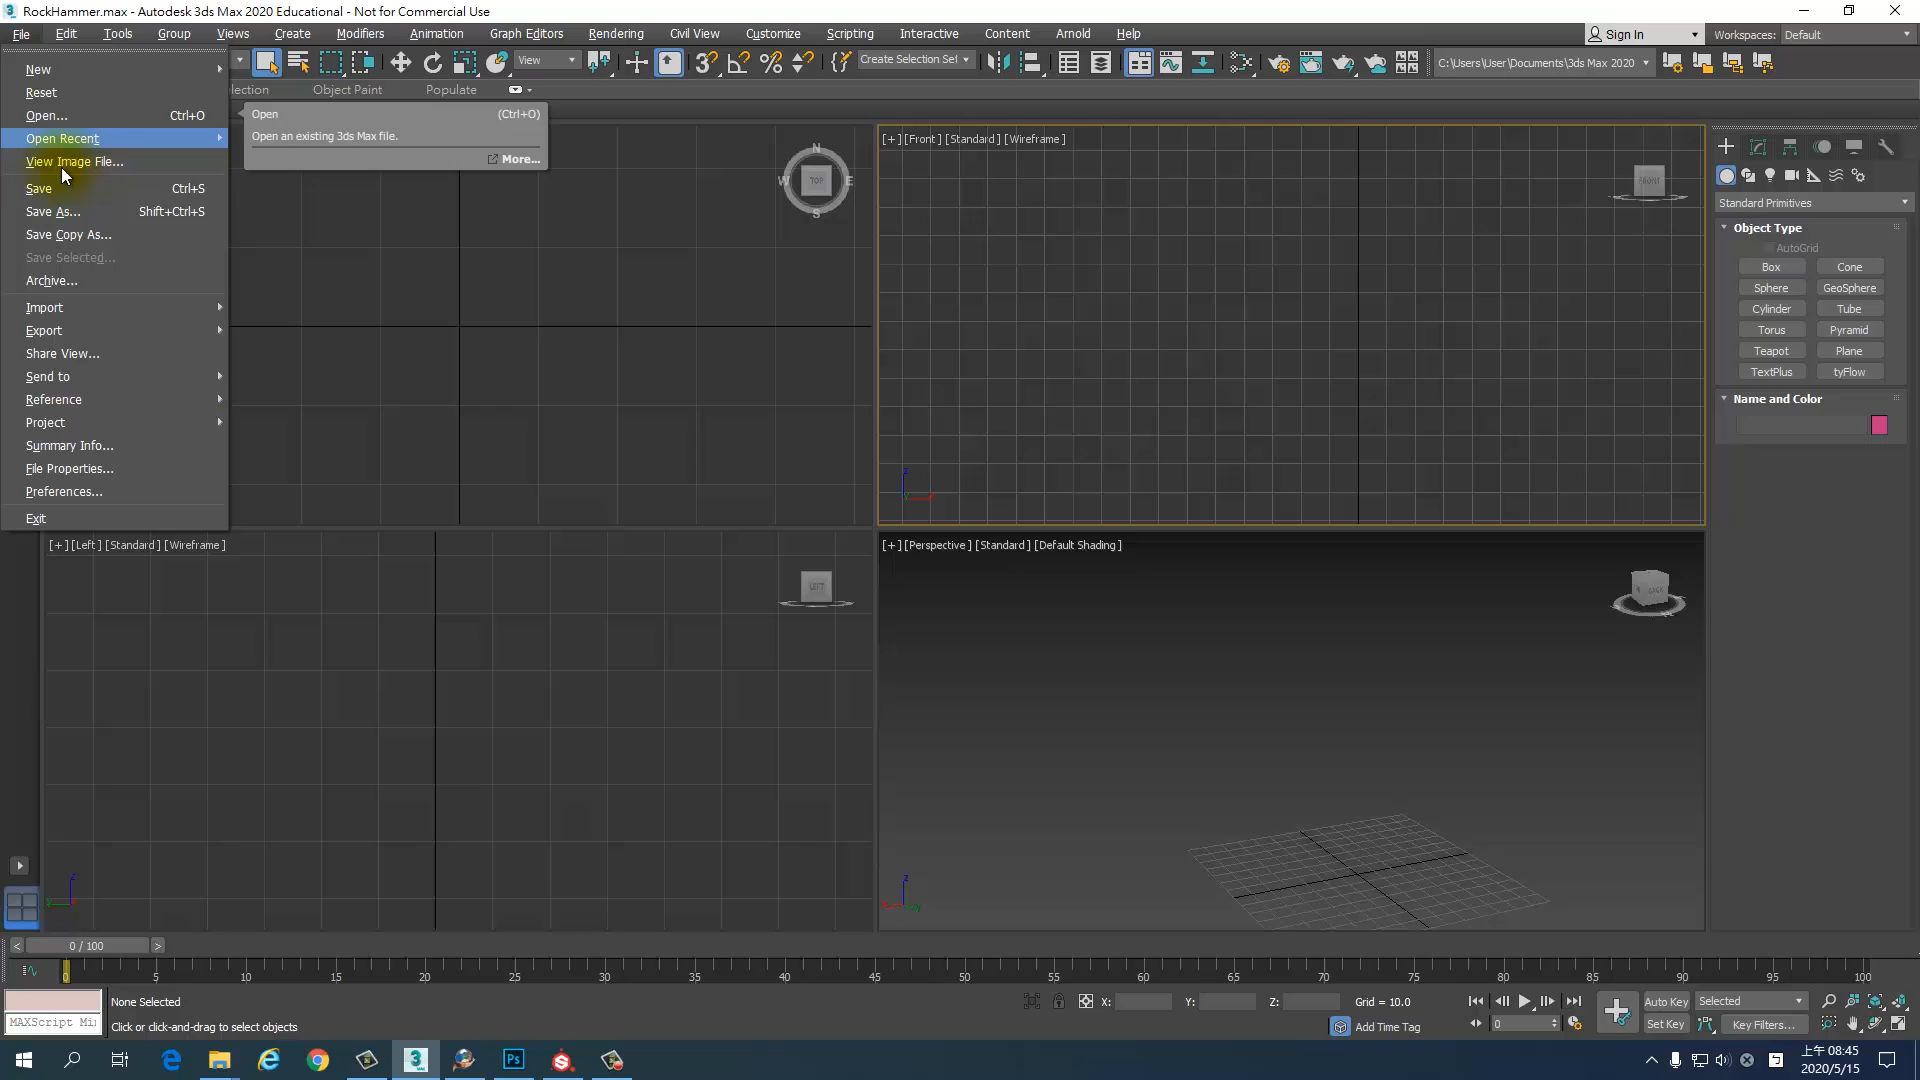 RockHammer.max - Autodesk 3ds Max 2020 Educational - Not for Commercial Use
File Edit Tools Group Views Create Modifiers Animation Graph Editors Rendering Civil View Customize Scripting Interactive Content Arnold Help
Sign In
Workspaces: Default
View
Create Selection Set
C:\Users\User\Documents\3ds Max 2020
Object Paint
Populate
New
Reset
Open... Ctrl+O
Open Recent
View Image File...
Save Ctrl+S
Save As... Shift+Ctrl+S
Save Copy As...
Save Selected...
Archive...
Import
Export
Share View...
Send to
Reference
Project
Summary Info...
File Properties...
Preferences...
Exit
Open (Ctrl+O)
Open an existing 3ds Max file.
More...
N
W TOP E
S
[+] [Front] [Standard] [Wireframe]
FRONT
[+] [Left] [Standard] [Wireframe]
LEFT
[+] [Perspective] [Standard] [Default Shading]
BACK
Standard Primitives
Object Type
AutoGrid
Box Cone
Sphere GeoSphere
Cylinder Tube
Torus Pyramid
Teapot Plane
TextPlus tyFlow
Name and Color
0 / 100
0 5 10 15 20 25 30 35 40 45 50 55 60 65 70 75 80 85 90 95 100
None Selected
X: Y: Z: Grid = 10.0
Auto Key Selected
MAXScript Mi
Click or click-and-drag to select objects
Add Time Tag
0
Set Key Key Filters...
上午 08:45
2020/5/15